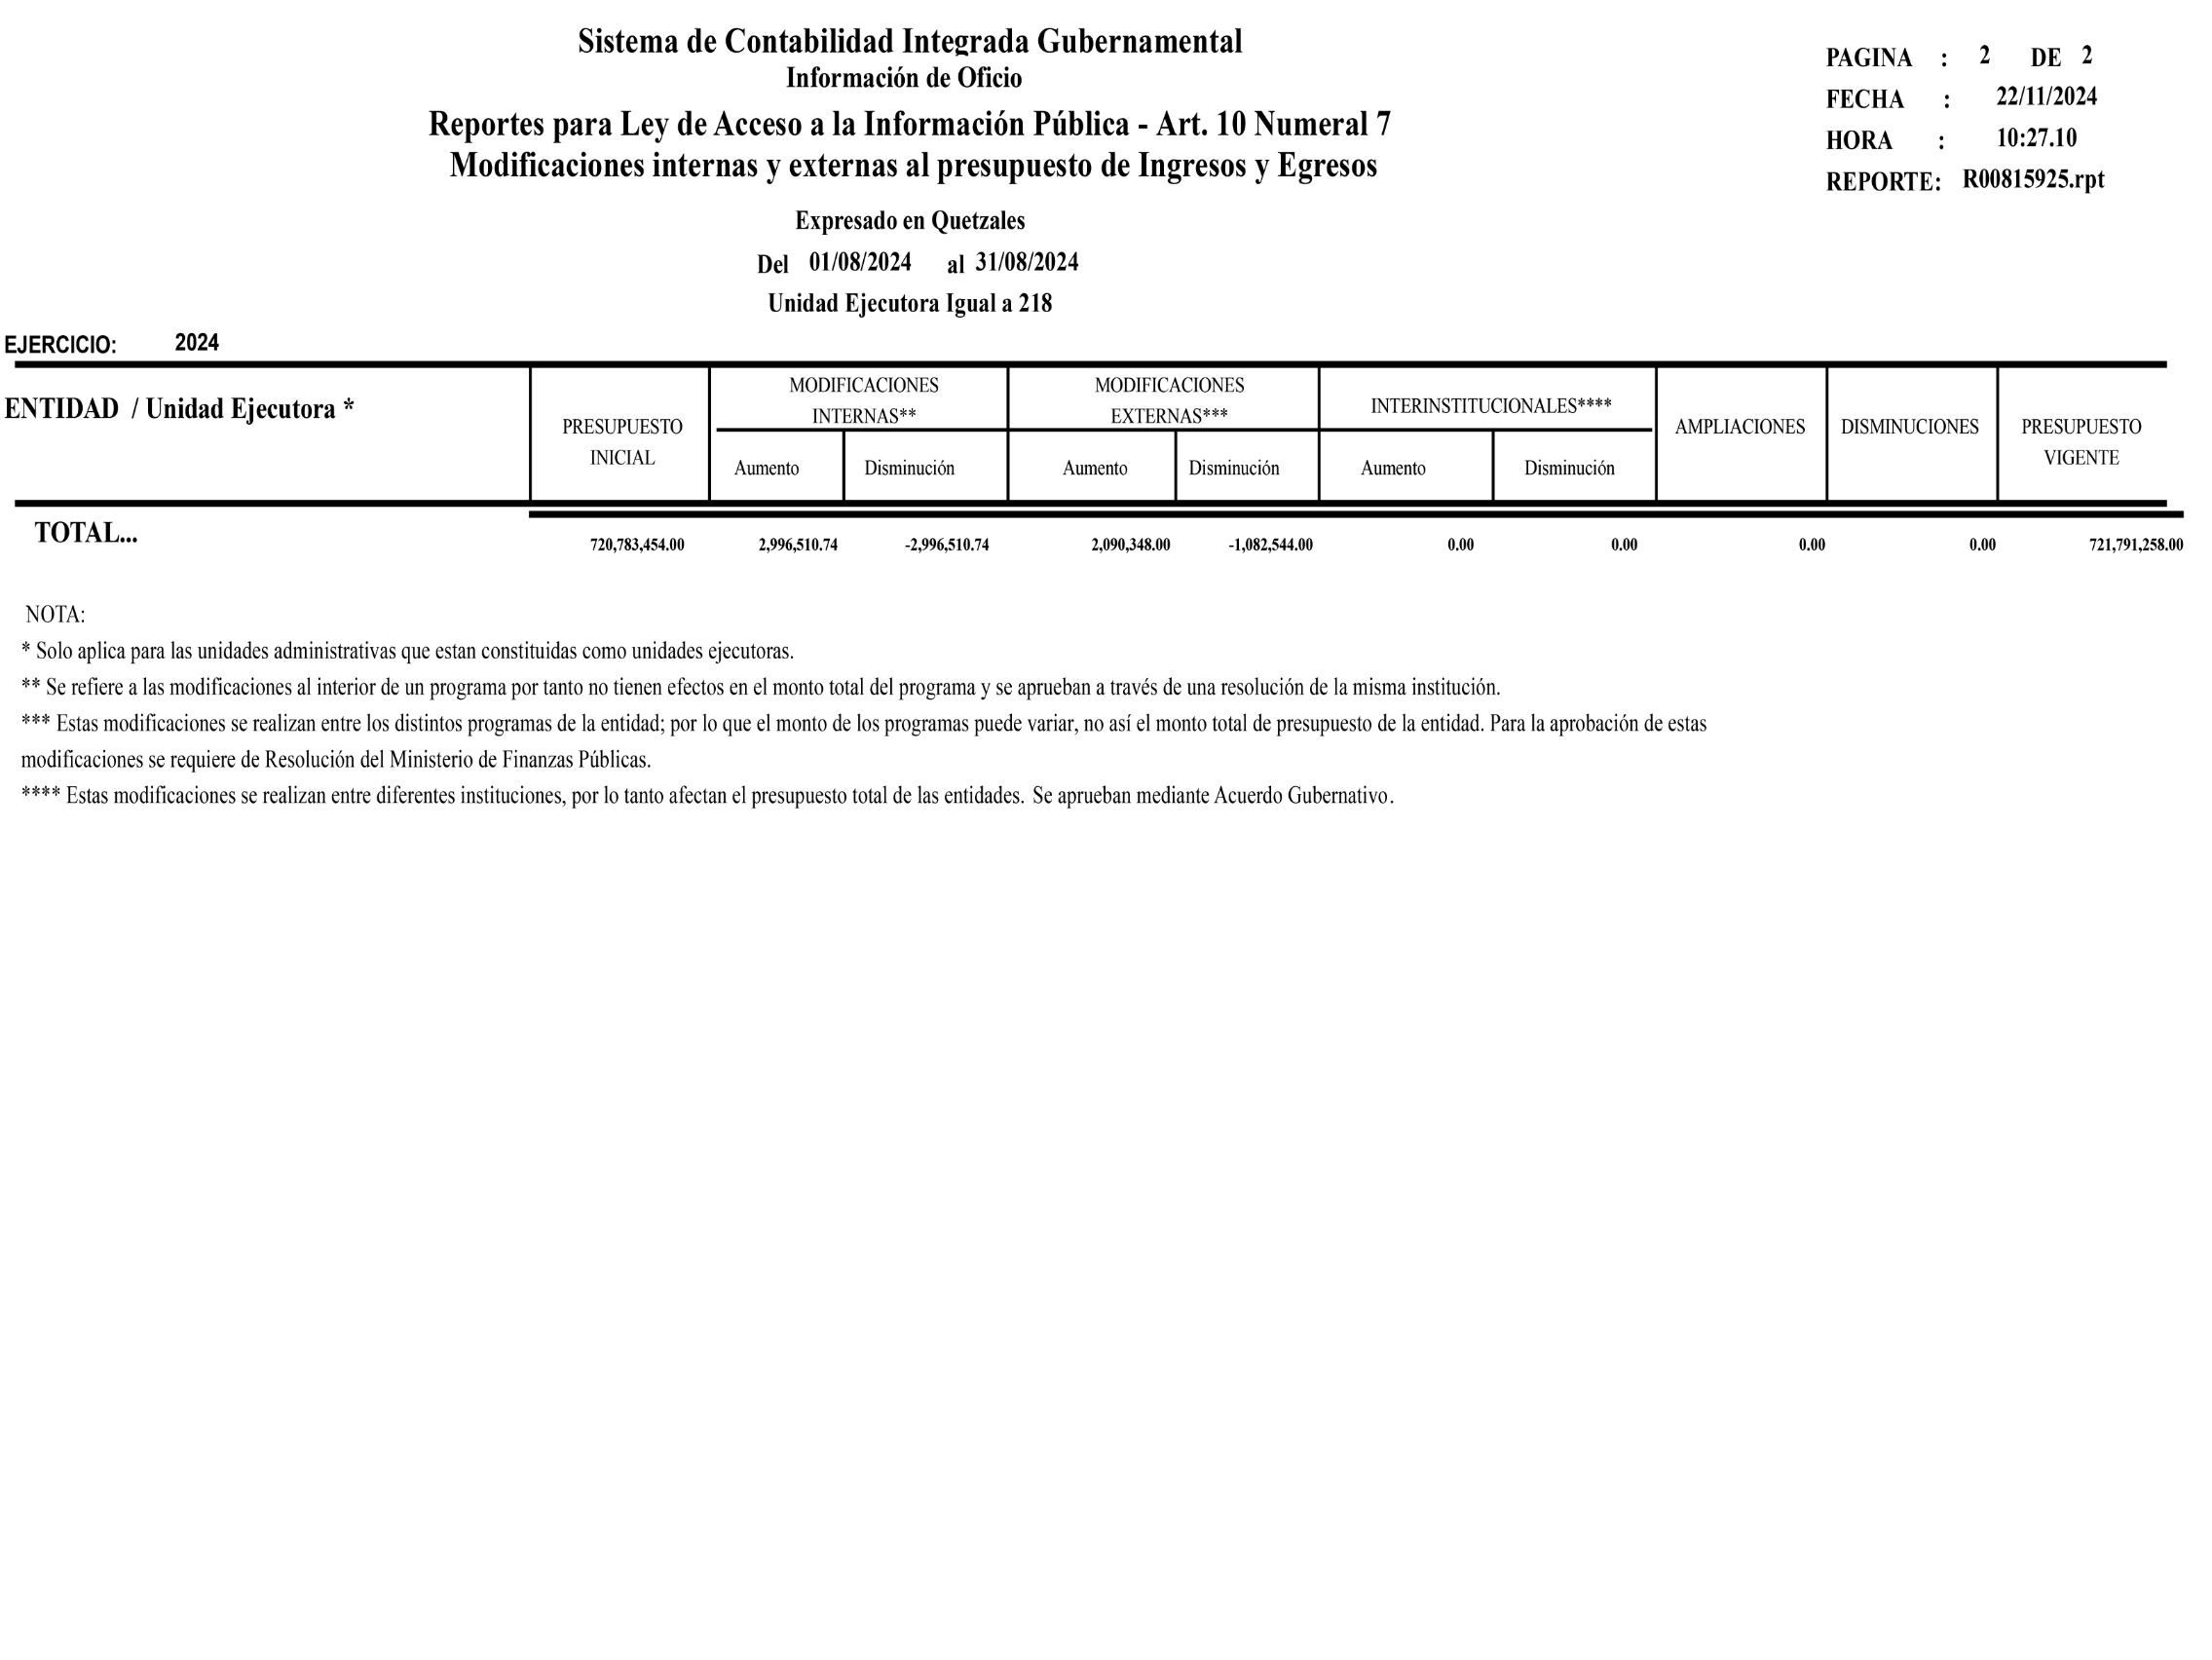 Sistema de Contabilidad Integrada Gubernamental
Información de Oficio
Reportes para Ley de Acceso a la Información Pública - Art. 10 Numeral 7
Modificaciones internas y externas al presupuesto de Ingresos y Egresos
Expresado en Quetzales
Del 01/08/2024 al 31/08/2024
Unidad Ejecutora Igual a 218
PAGINA : 2 DE 2
FECHA : 22/11/2024
HORA : 10:27.10
REPORTE: R00815925.rpt
EJERCICIO: 2024
ENTIDAD / Unidad Ejecutora *
PRESUPUESTO
INICIAL
MODIFICACIONES
INTERNAS**
Aumento Disminución
MODIFICACIONES
EXTERNAS***
Aumento Disminución
INTERINSTITUCIONALES****
Aumento Disminución
AMPLIACIONES
DISMINUCIONES
PRESUPUESTO
VIGENTE
TOTAL... 720,783,454.00 2,996,510.74 -2,996,510.74 2,090,348.00 -1,082,544.00 0.00 0.00 0.00 0.00 721,791,258.00
NOTA:
* Solo aplica para las unidades administrativas que estan constituidas como unidades ejecutoras.
** Se refiere a las modificaciones al interior de un programa por tanto no tienen efectos en el monto total del programa y se aprueban a través de una resolución de la misma institución.
*** Estas modificaciones se realizan entre los distintos programas de la entidad; por lo que el monto de los programas puede variar, no así el monto total de presupuesto de la entidad. Para la aprobación de estas
modificaciones se requiere de Resolución del Ministerio de Finanzas Públicas.
**** Estas modificaciones se realizan entre diferentes instituciones, por lo tanto afectan el presupuesto total de las entidades. Se aprueban mediante Acuerdo Gubernativo.